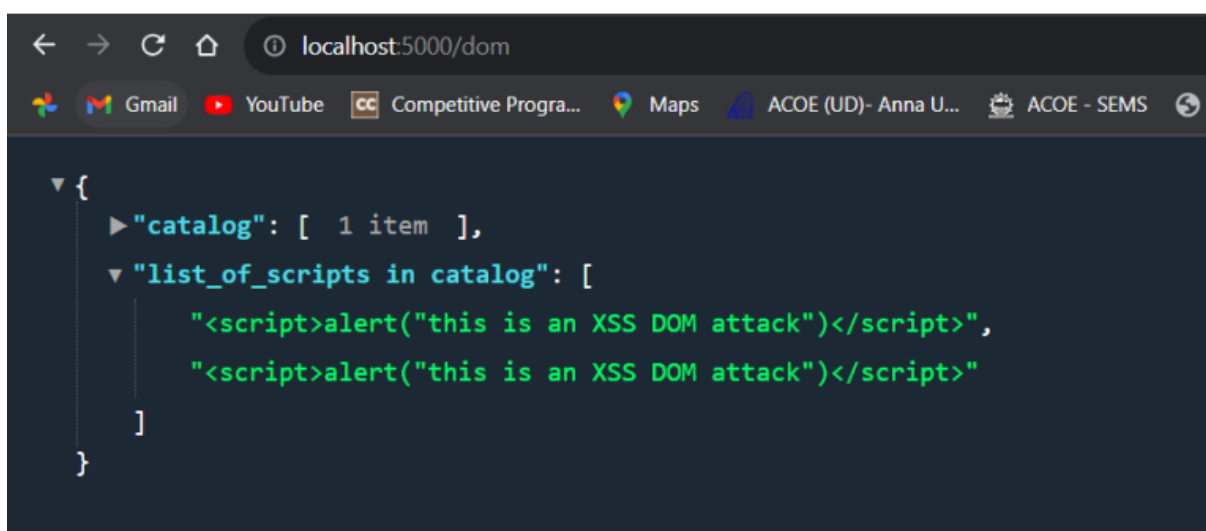 localhost:5000/dom
Gmail YouTube CC Competitive Progra... Maps ACOE (UD)- Anna U... ACOE - SEMS
{
"catalog": [ 1 item ],
"list_of_scripts in catalog": [
"<script>alert("this is an XSS DOM attack")</script>",
"<script>alert("this is an XSS DOM attack")</script>"
]
}